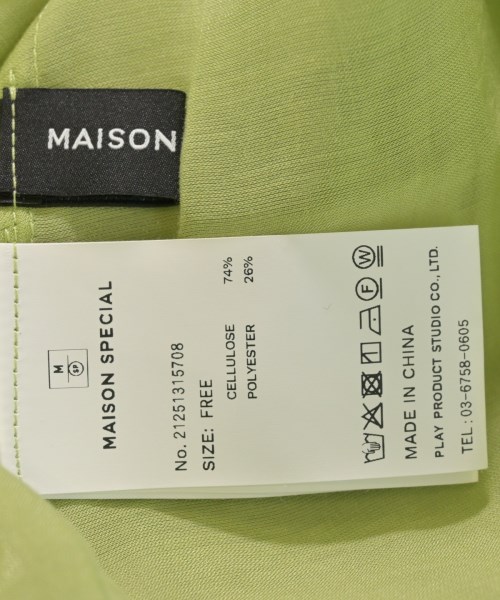 MAISON
M
SP
MAISON SPECIAL
No. 21251315708
SIZE: FREE
CELLULOSE 74%
POLYESTER 26%
F W
MADE IN CHINA
PLAY PRODUCT STUDIO CO., LTD.
TEL : 03-6758-0605